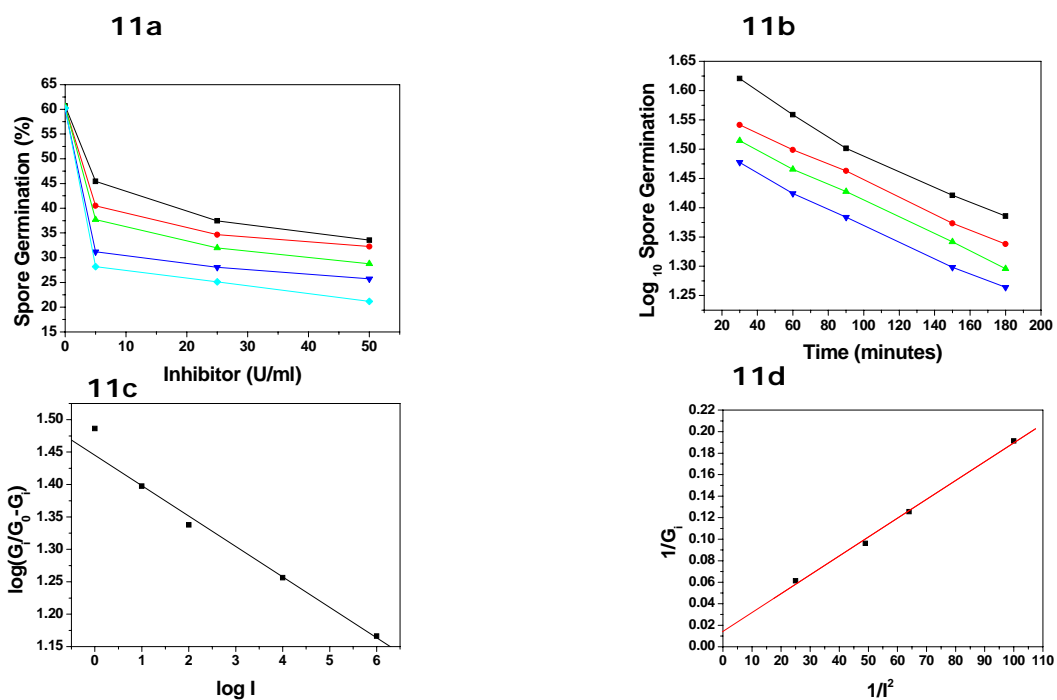 11a
65
60
55
50
45
40
35
30
25
20
15
Spore Germination (%)
0 10 20 30 40 50
Inhibitor (U/ml)
11b
1.65
1.60
1.55
1.50
1.45
1.40
1.35
1.30
1.25
Log 10 Spore Germination
20 40 60 80 100 120 140 160 180 200
Time (minutes)
11c
1.50
1.45
1.40
1.35
1.30
1.25
1.20
1.15
log(Gi/G0-Gi)
0 1 2 3 4 5 6
log I
11d
0.22
0.20
0.18
0.16
0.14
0.12
0.10
0.08
0.06
0.04
0.02
0.00
1/Gi
0 10 20 30 40 50 60 70 80 90 100 110
1/I²